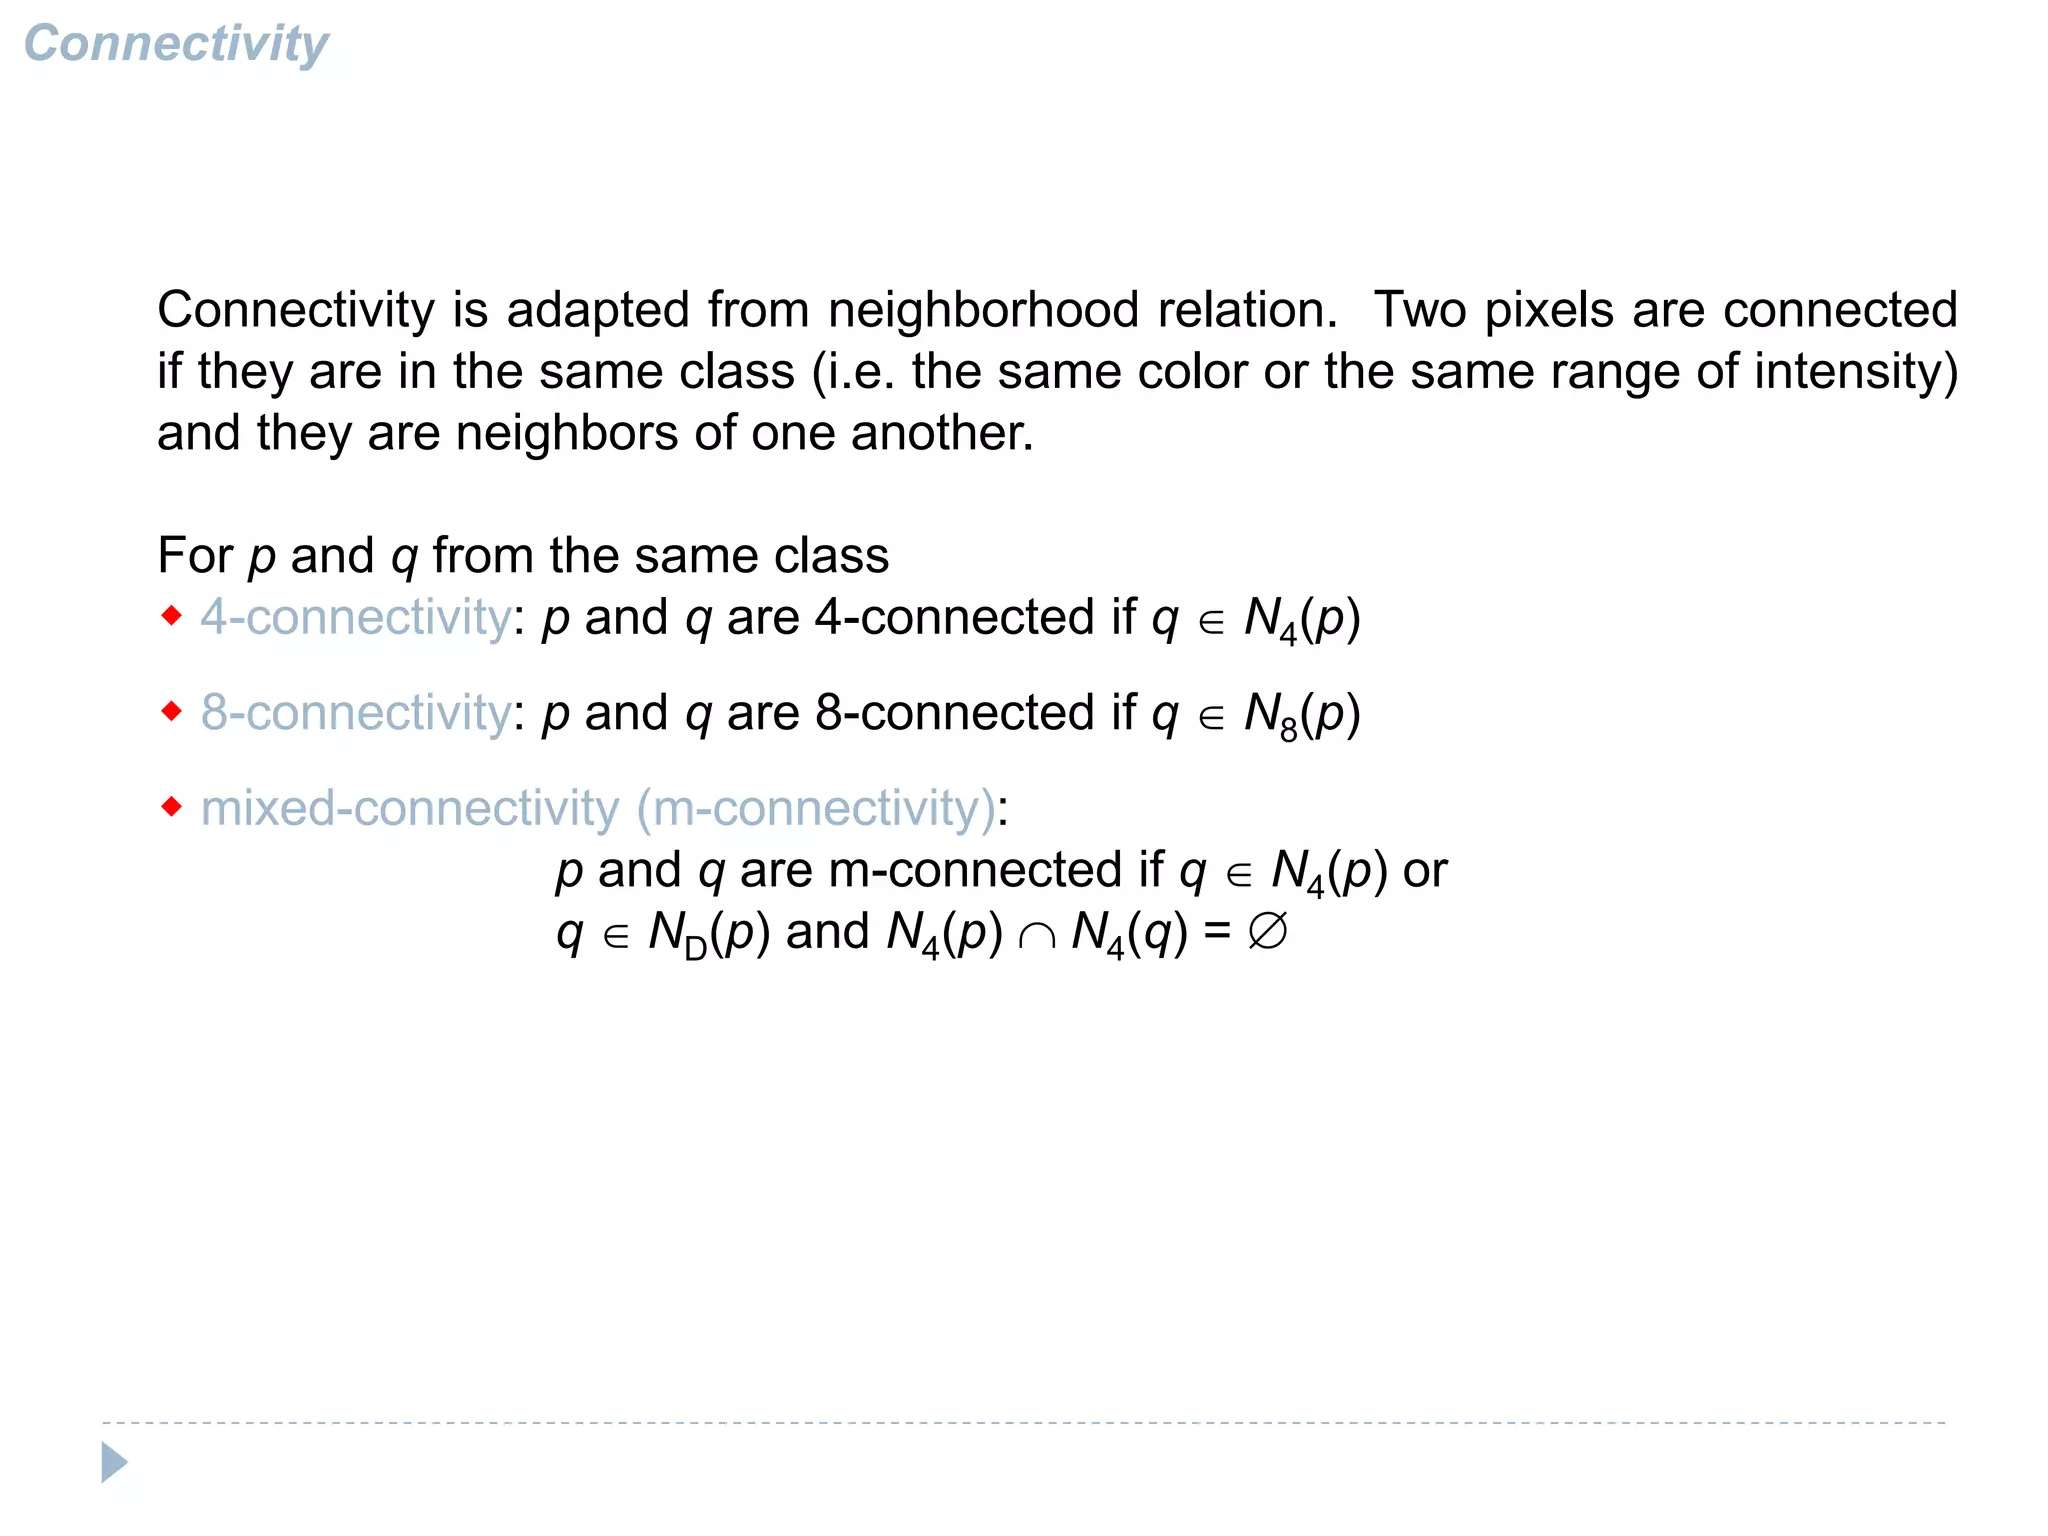 Connectivity
Connectivity is adapted from neighborhood relation. Two pixels are connected
if they are in the same class (i.e. the same color or the same range of intensity)
and they are neighbors of one another.
For p and q from the same class
◆ 4-connectivity: p and q are 4-connected if q ∈ N₄(p)
◆ 8-connectivity: p and q are 8-connected if q ∈ N₈(p)
◆ mixed-connectivity (m-connectivity):
p and q are m-connected if q ∈ N₄(p) or
q ∈ N_D(p) and N₄(p) ∩ N₄(q) = ∅